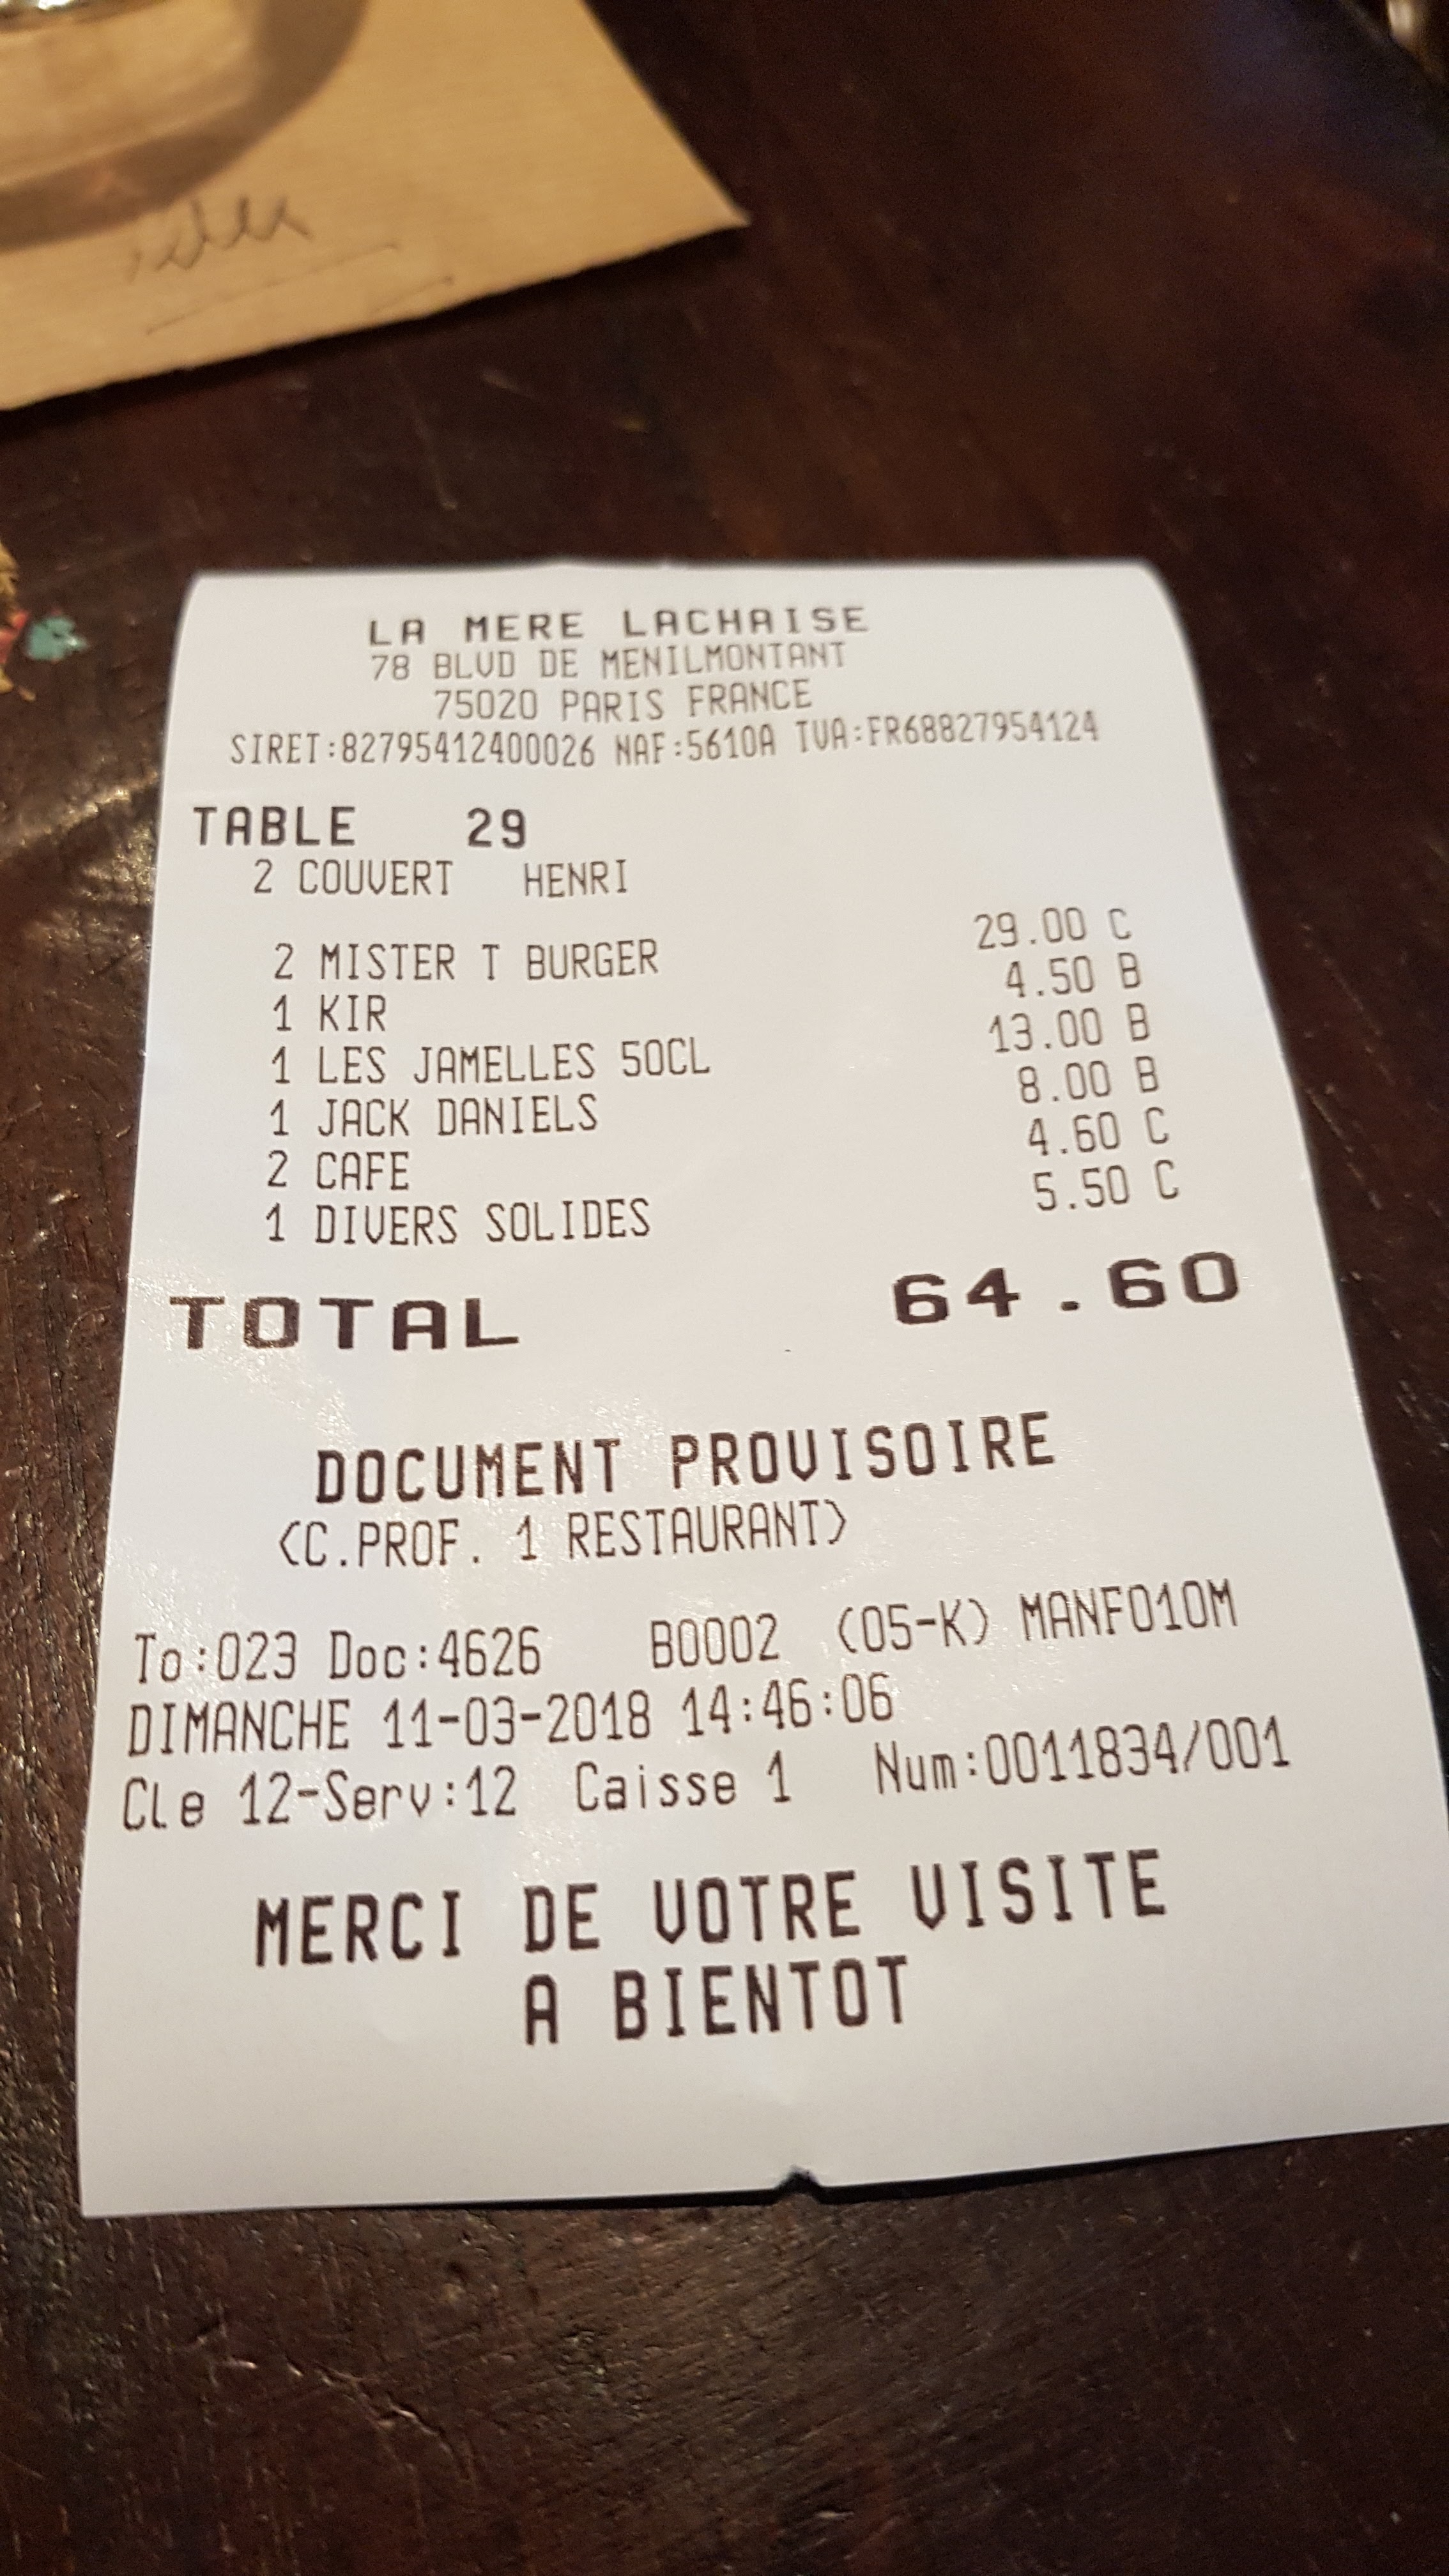 LA MERE LACHAISE
78 BLVD DE MENILMONTANT
75020 PARIS FRANCE
SIRET:82795412400026 NAF:5610A TVA:FR68827954124
TABLE 29
2 COUVERT HENRI
2 MISTER T BURGER 29.00 C
1 KIR 4.50 B
1 LES JAMELLES 50CL 13.00 B
1 JACK DANIELS 8.00 B
2 CAFE 4.60 C
1 DIVERS SOLIDES 5.50 C
TOTAL 64.60
DOCUMENT PROVISOIRE
<C.PROF. 1 RESTAURANT>
To:023 Doc:4626 B0002 (05-K) MANF010M
DIMANCHE 11-03-2018 14:46:06
Cle 12-Serv:12 Caisse 1 Num:0011834/001
MERCI DE VOTRE VISITE
A BIENTOT